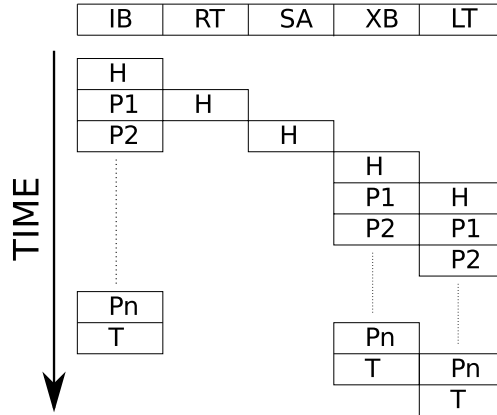 IB RT SA XB LT
H
P1 H
P2 H
H
P1 H
P2 P1
P2
TIME
Pn
T Pn
T Pn
T